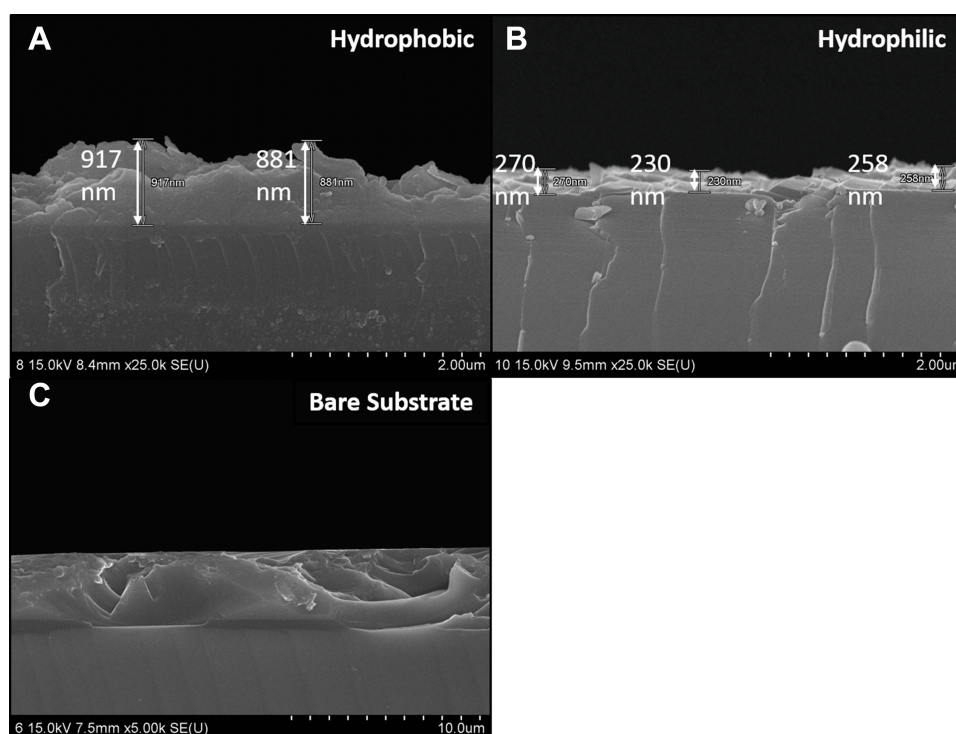 A
Hydrophobic
917
nm
917nm
881
nm
881nm
8 15.0kV 8.4mm x25.0k SE(U)
2.00um
B
Hydrophilic
270
nm
270nm
230
nm
230nm
258
nm
258nm
10 15.0kV 9.5mm x25.0k SE(U)
2.00um
C
Bare Substrate
6 15.0kV 7.5mm x5.00k SE(U)
10.0um